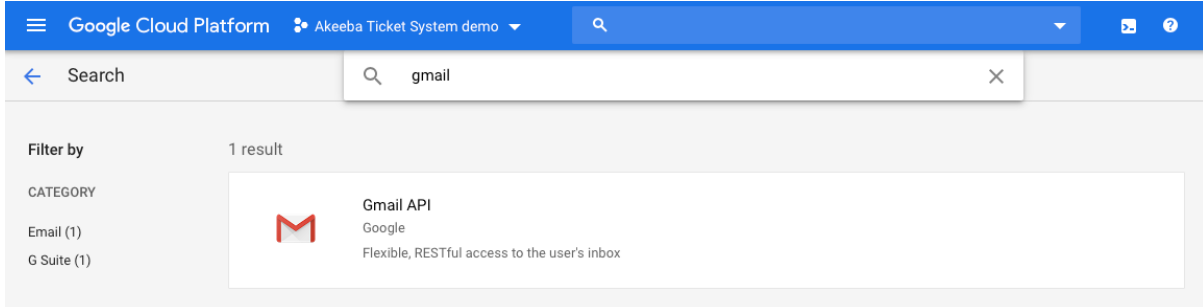 Google Cloud Platform Akeeba Ticket System demo
Search gmail
Filter by 1 result
CATEGORY
Email (1)
G Suite (1)
Gmail API
Google
Flexible, RESTful access to the user's inbox